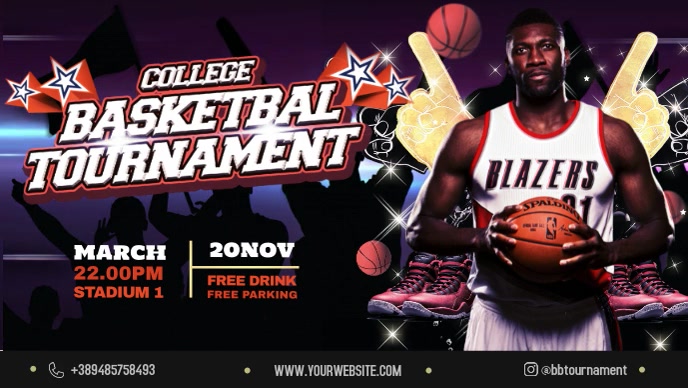 COLLEGE
BASKETBAL
TOURNAMENT
MARCH
22.00PM
STADIUM 1
20NOV
FREE DRINK
FREE PARKING
BLAZERS
SPALDING
+389485758493
WWW.YOURWEBSITE.COM
@bbtournament